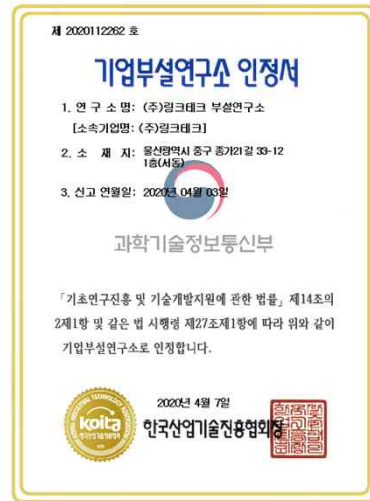 제 2020112262 호
기업부설연구소 인정서
1. 연 구 소 명: (주)링크테크 부설연구소
[소속기업명: (주)링크테크]
2. 소 재 지: 울산광역시 중구 종가21길 33-12
1층(서동)
3. 신고 연월일: 2020년 04월 03일
과학기술정보통신부
「기초연구진흥 및 기술개발지원에 관한 법률」 제14조의
2제1항 및 같은 법 시행령 제27조제1항에 따라 위와 같이
기업부설연구소로 인정합니다.
2020년 4월 7일
koita
한국산업기술진흥협회장